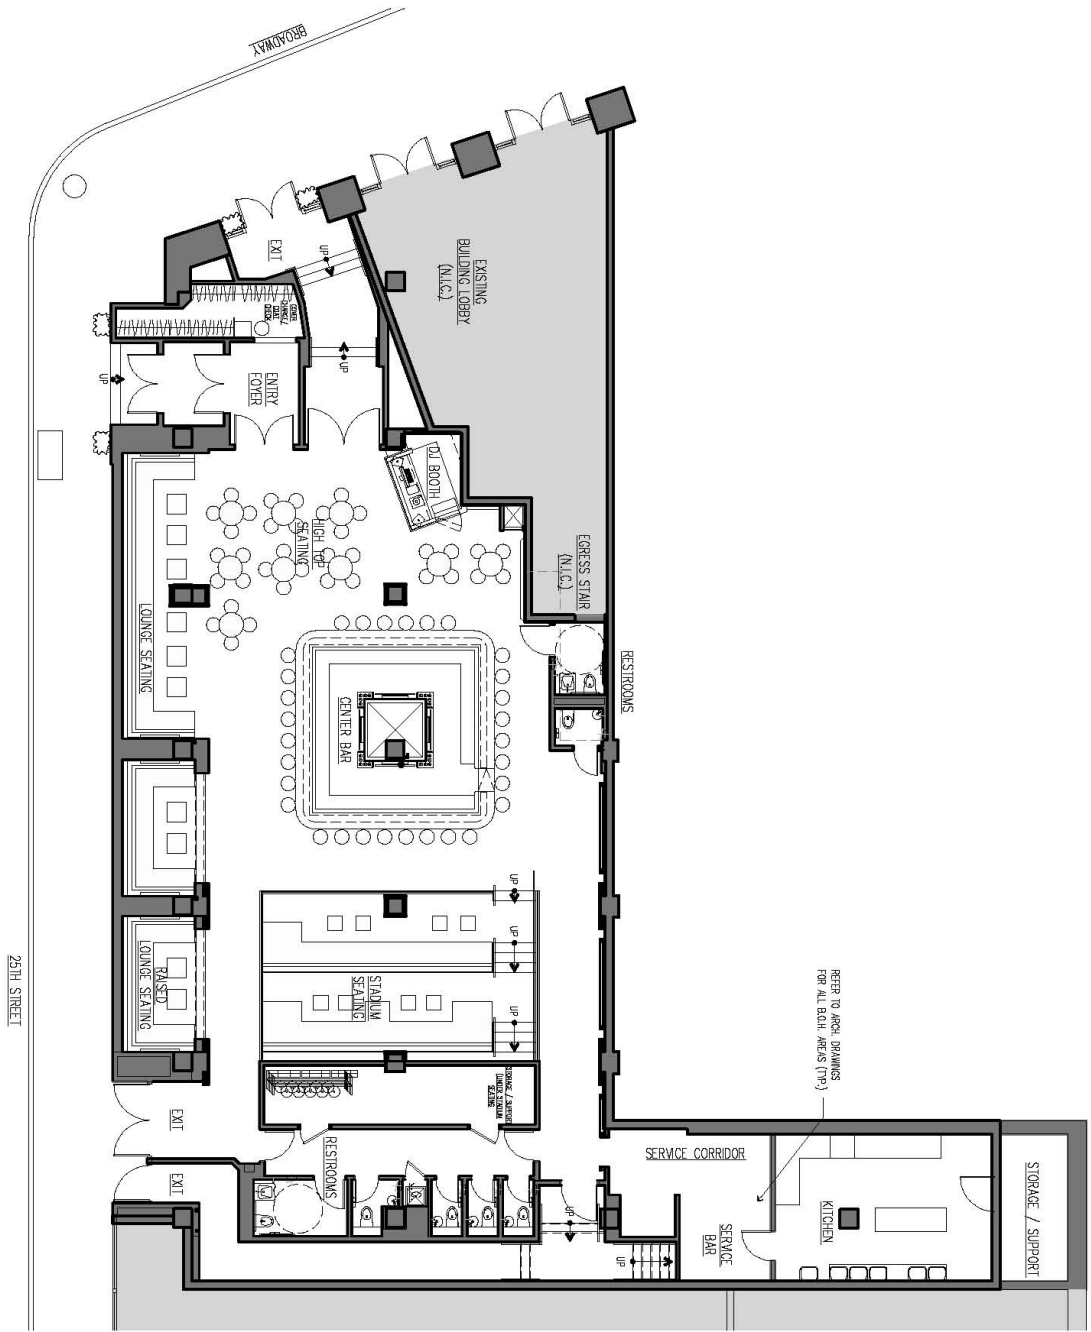 BROADWAY
EXIT
UP
EXISTING
BUILDING LOBBY
(N.I.C.)
COVER
CHARGE/
COAT
CHECK
UP
UP
ENTRY
FOYER
DJ BOOTH
HIGH TOP
SEATING
EGRESS STAIR
(N.I.C.)
LOUNGE SEATING
RESTROOMS
CENTER BAR
UP
UP
UP
STADIUM
SEATING
RAISED
LOUNGE SEATING
25TH STREET
REFER TO ARCH. DRAWINGS
FOR ALL B.O.H. AREAS (TYP.)
STORAGE / SUPPORT
(UNDER STADIUM
SEATING)
EXIT
EXIT
RESTROOMS
SERVICE CORRIDOR
UP
UP
SERVICE
BAR
KITCHEN
STORAGE / SUPPORT